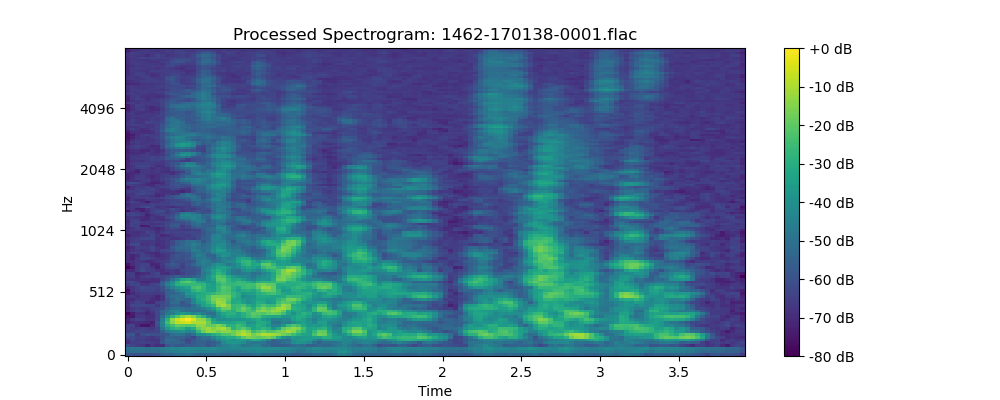 Processed Spectrogram: 1462-170138-0001.flac
+0 dB
-10 dB
-20 dB
-30 dB
-40 dB
-50 dB
-60 dB
-70 dB
-80 dB
Hz
4096
2048
1024
512
0
0 0.5 1 1.5 2 2.5 3 3.5
Time